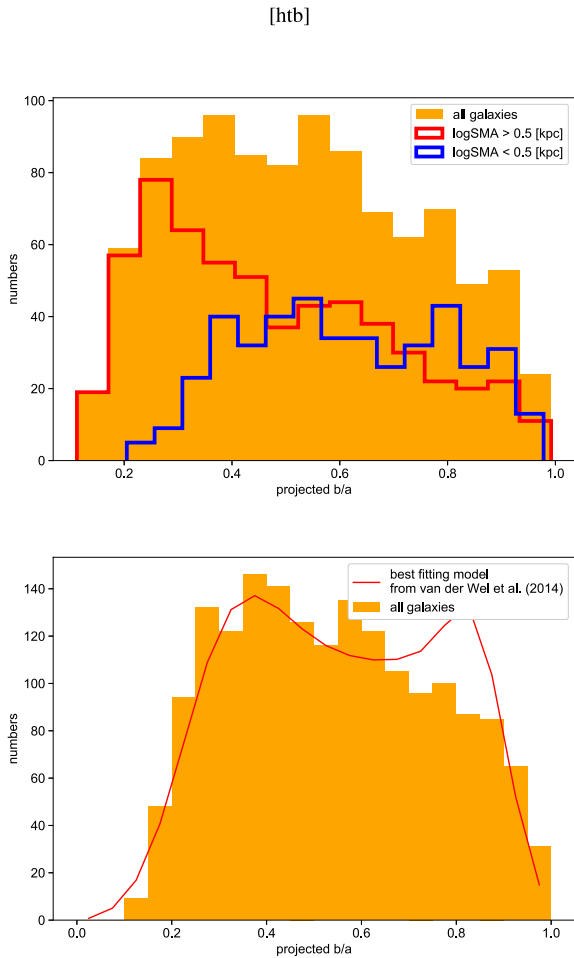 [htb]
100
80
60
40
20
0
numbers
all galaxies
logSMA > 0.5 [kpc]
logSMA < 0.5 [kpc]
0.2 0.4 0.6 0.8 1.0
projected b/a
140
120
100
80
60
40
20
0
numbers
best fitting model
from van der Wel et al. (2014)
all galaxies
0.0 0.2 0.4 0.6 0.8 1.0
projected b/a